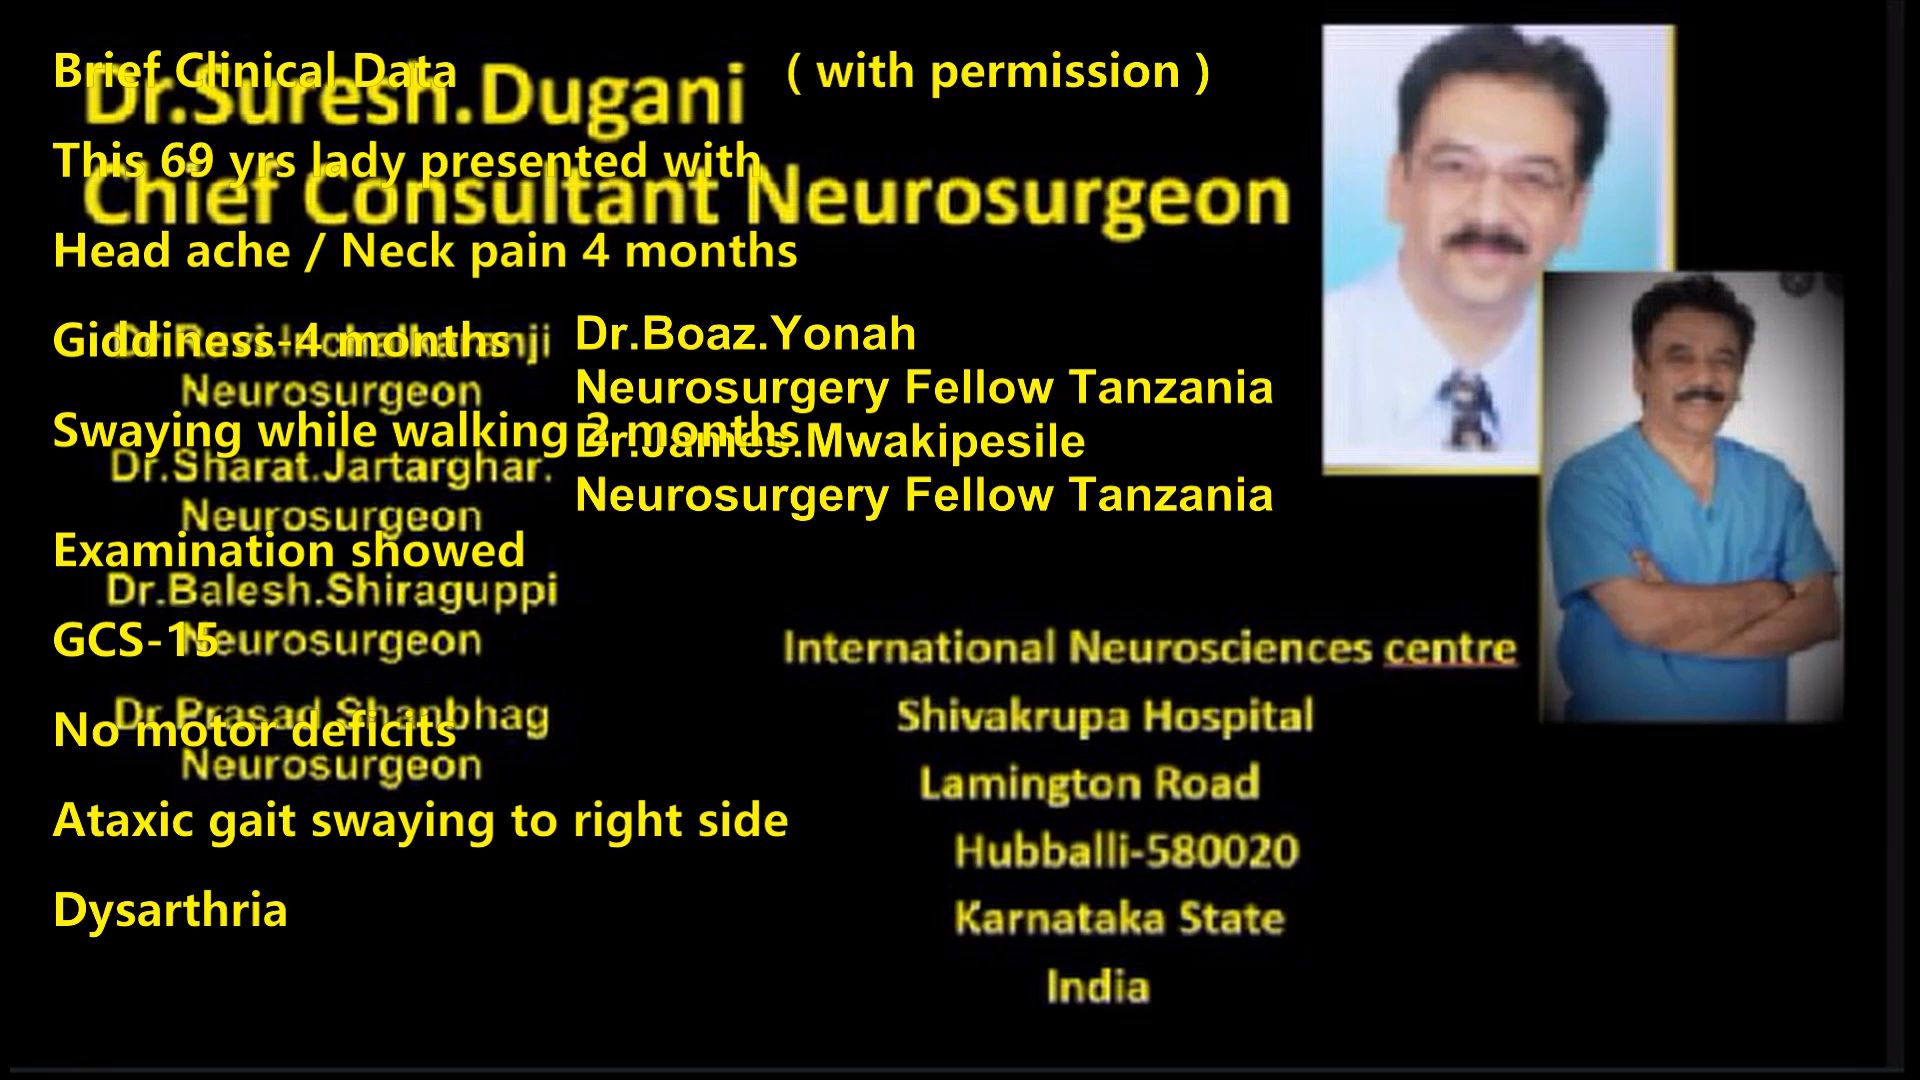 Brief Clinical Data ( with permission )
Dr.Suresh.Dugani
This 69 yrs lady presented with
Chief Consultant Neurosurgeon
Head ache / Neck pain 4 months
Giddiness-4 months
Neurosurgeon
Swaying while walking 2 months
Dr.Sharat.Jartarghar.
Neurosurgeon
Dr.Boaz.Yonah
Neurosurgery Fellow Tanzania
Dr.James.Mwakipesile
Neurosurgery Fellow Tanzania
Examination showed
Dr.Balesh.Shiraguppi
GCS-15
Neurosurgeon
Dr.Prasad.Shanbhag
No motor deficits
Neurosurgeon
Ataxic gait swaying to right side
Dysarthria
International Neurosciences centre
Shivakrupa Hospital
Lamington Road
Hubballi-580020
Karnataka State
India